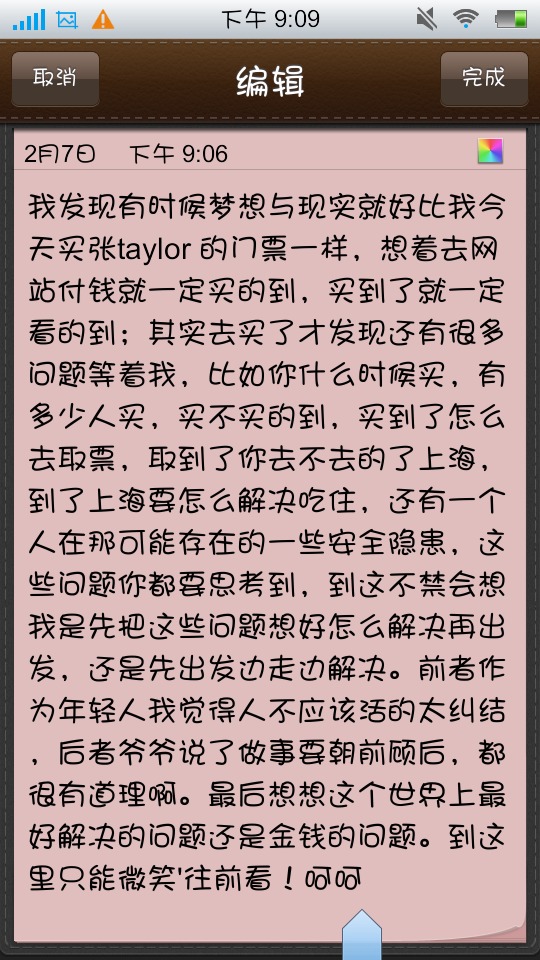 下午 9:09
取消
编辑
完成
2月7日 下午 9:06
我发现有时候梦想与现实就好比我今
天买张taylor 的门票一样，想着去网
站付钱就一定买的到，买到了就一定
看的到；其实去买了才发现还有很多
问题等着我，比如你什么时候买，有
多少人买，买不买的到，买到了怎么
去取票，取到了你去不去的了上海，
到了上海要怎么解决吃住，还有一个
人在那可能存在的一些安全隐患，这
些问题你都要思考到，到这不禁会想
我是先把这些问题想好怎么解决再出
发，还是先出发边走边解决。前者作
为年轻人我觉得人不应该活的太纠结
，后者爷爷说了做事要朝前顾后，都
很有道理啊。最后想想这个世界上最
好解决的问题还是金钱的问题。到这
里只能微笑'往前看！呵呵